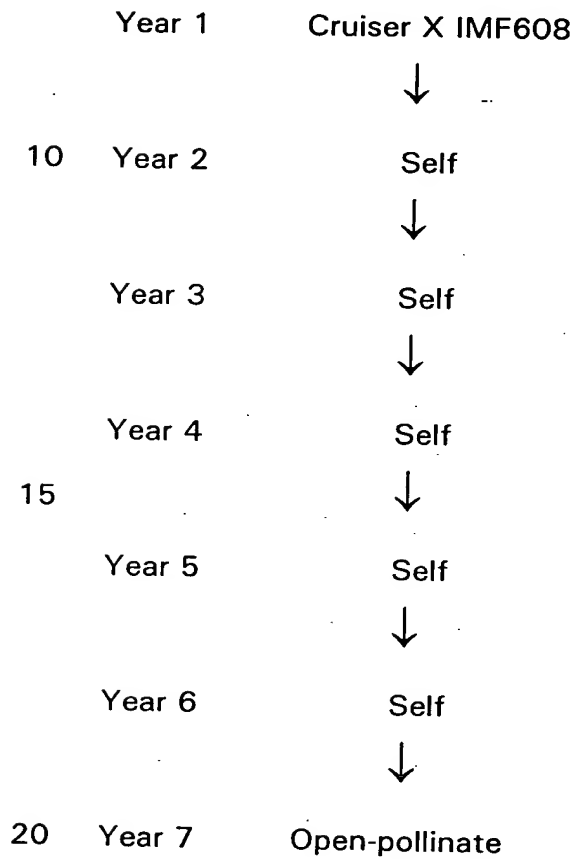 Year 1 Cruiser X IMF608
↓
10 Year 2 Self
↓
Year 3 Self
↓
Year 4 Self
15 ↓
Year 5 Self
↓
Year 6 Self
↓
20 Year 7 Open-pollinate